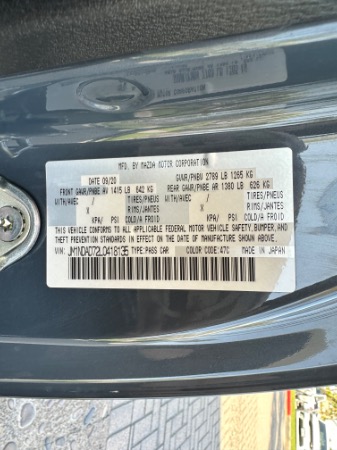 MFG. BY MAZDA MOTOR CORPORATION
DATE 09/20 GVWR/PNBV 2789 LB 1265 KG
FRONT GAWR/PNBE AV 1415 LB 642 KG REAR GAWR/PNBE AR 1380 LB 626 KG
WITH/AVEC / TIRES/PNEUS WITH/AVEC / TIRES/PNEUS
X / RIMS/JANTES X / RIMS/JANTES
KPA/ PSI COLD/A FROID KPA/ PSI COLD/A FROID
THIS VEHICLE CONFORMS TO ALL APPLICABLE FEDERAL MOTOR VEHICLE SAFETY, BUMPER, AND
THEFT PREVENTION STANDARDS IN EFFECT ON THE DATE OF MANUFACTURE SHOWN ABOVE.
VIN: TYPE: PASS CAR COLOR CODE: 47C MADE IN JAPAN